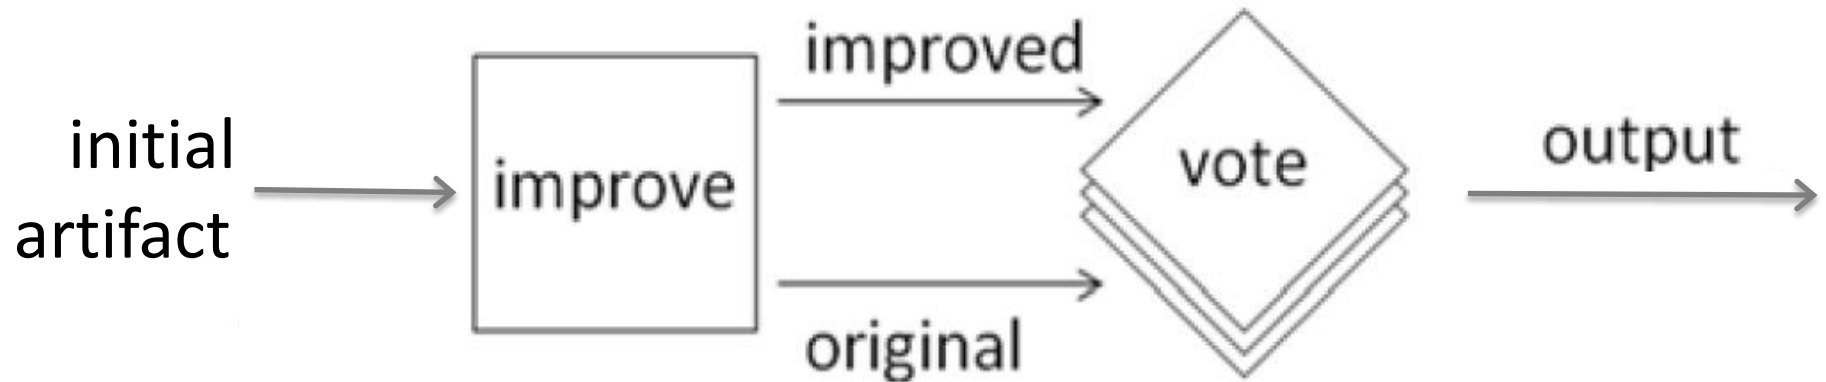 initial
artifact
improve
improved
original
vote
output